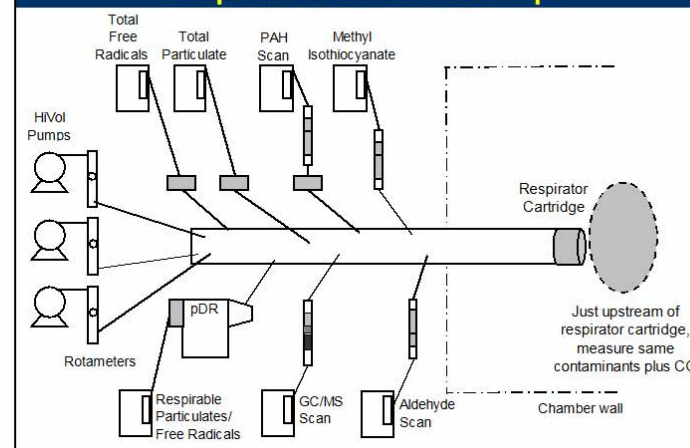 Total
Free
Radicals
Total
Particulate
PAH
Scan
Methyl
Isothiocyanate
HiVol
Pumps
Respirator
Cartridge
pDR
Just upstream of
respirator cartridge,
measure same
contaminants plus
Rotameters
Respirable
Particulates/
Free Radicals
GC/MS
Scan
Aldehyde
Scan
Chamber wall